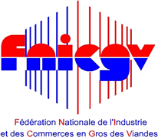 fnicgv
Fédération Nationale de l'Industrie
et des Commerces en Gros des Viandes